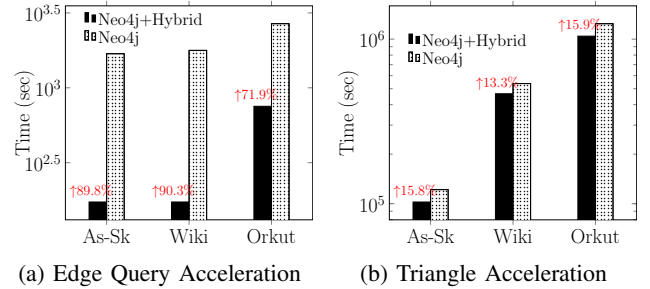 10^3.5
Neo4j+Hybrid
Neo4j
10^3
Time (sec)
↑71.9%
10^2.5
↑89.8%
↑90.3%
As-Sk Wiki Orkut
(a) Edge Query Acceleration
10^6
Neo4j+Hybrid
Neo4j
↑15.9%
↑13.3%
Time (sec)
↑15.8%
10^5
As-Sk Wiki Orkut
(b) Triangle Acceleration